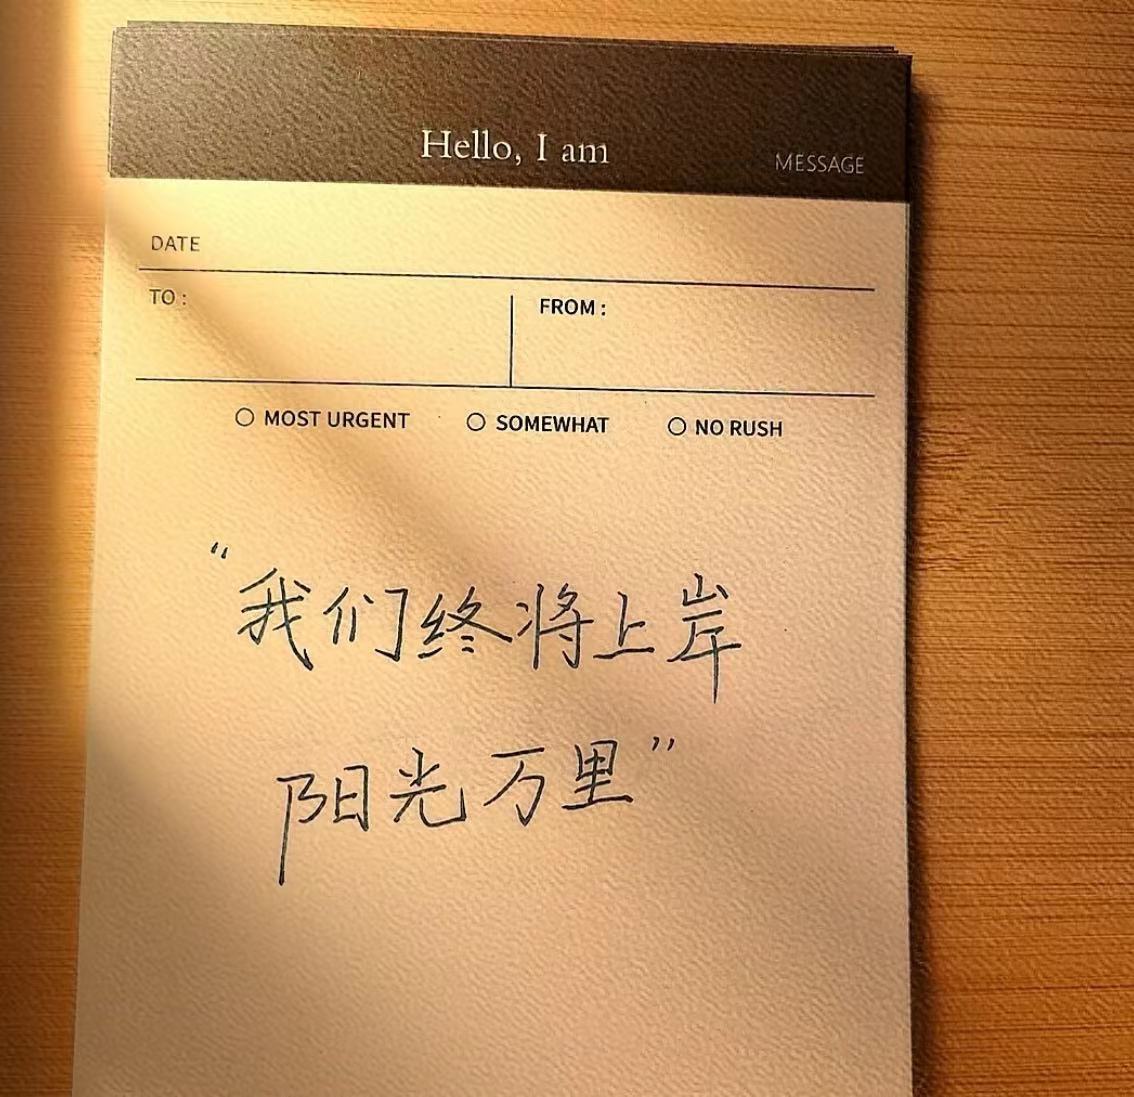 Hello, I am
MESSAGE
DATE
TO :
FROM :
MOST URGENT
SOMEWHAT
NO RUSH
“我们终将上岸
阳光万里”